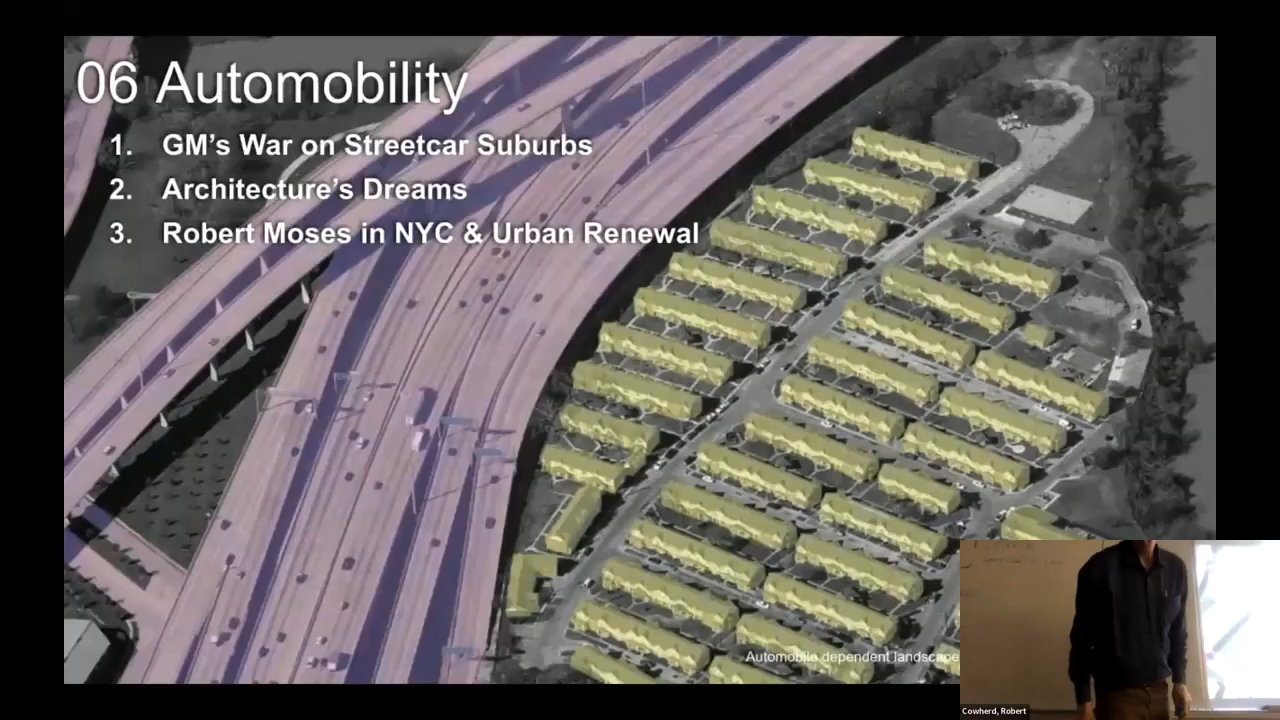 06 Automobility
1. GM's War on Streetcar Suburbs
2. Architecture's Dreams
3. Robert Moses in NYC & Urban Renewal
Automobile dependent landscape
Cowherd, Robert